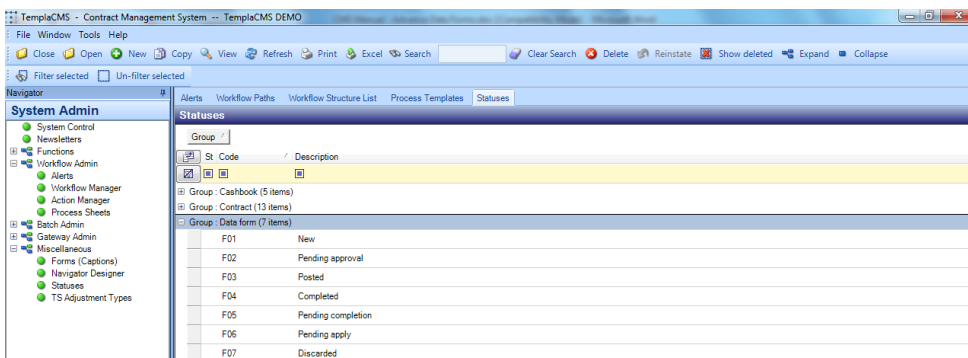 TemplaCMS - Contract Management System -- TemplaCMS DEMO
File Window Tools Help
Close Open New Copy View Refresh Print Excel Search Clear Search Delete Reinstate Show deleted Expand Collapse
Filter selected Un-filter selected
Navigator
Alerts Workflow Paths Workflow Structure List Process Templates Statuses
System Admin
Statuses
System Control
Newsletters
Functions
Workflow Admin
Alerts
Workflow Manager
Action Manager
Process Sheets
Batch Admin
Gateway Admin
Miscellaneous
Forms (Captions)
Navigator Designer
Statuses
TS Adjustment Types
Group
St Code Description
Group : Cashbook (5 items)
Group : Contract (13 items)
Group : Data form (7 items)
F01 New
F02 Pending approval
F03 Posted
F04 Completed
F05 Pending completion
F06 Pending apply
F07 Discarded